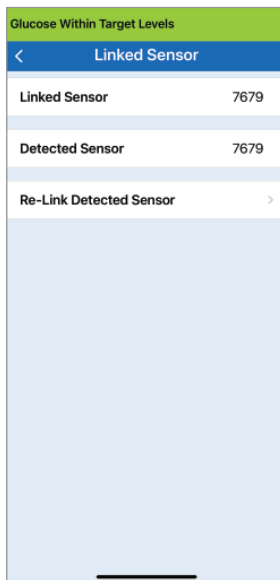 Glucose Within Target Levels
Linked Sensor
Linked Sensor 7679
Detected Sensor 7679
Re-Link Detected Sensor